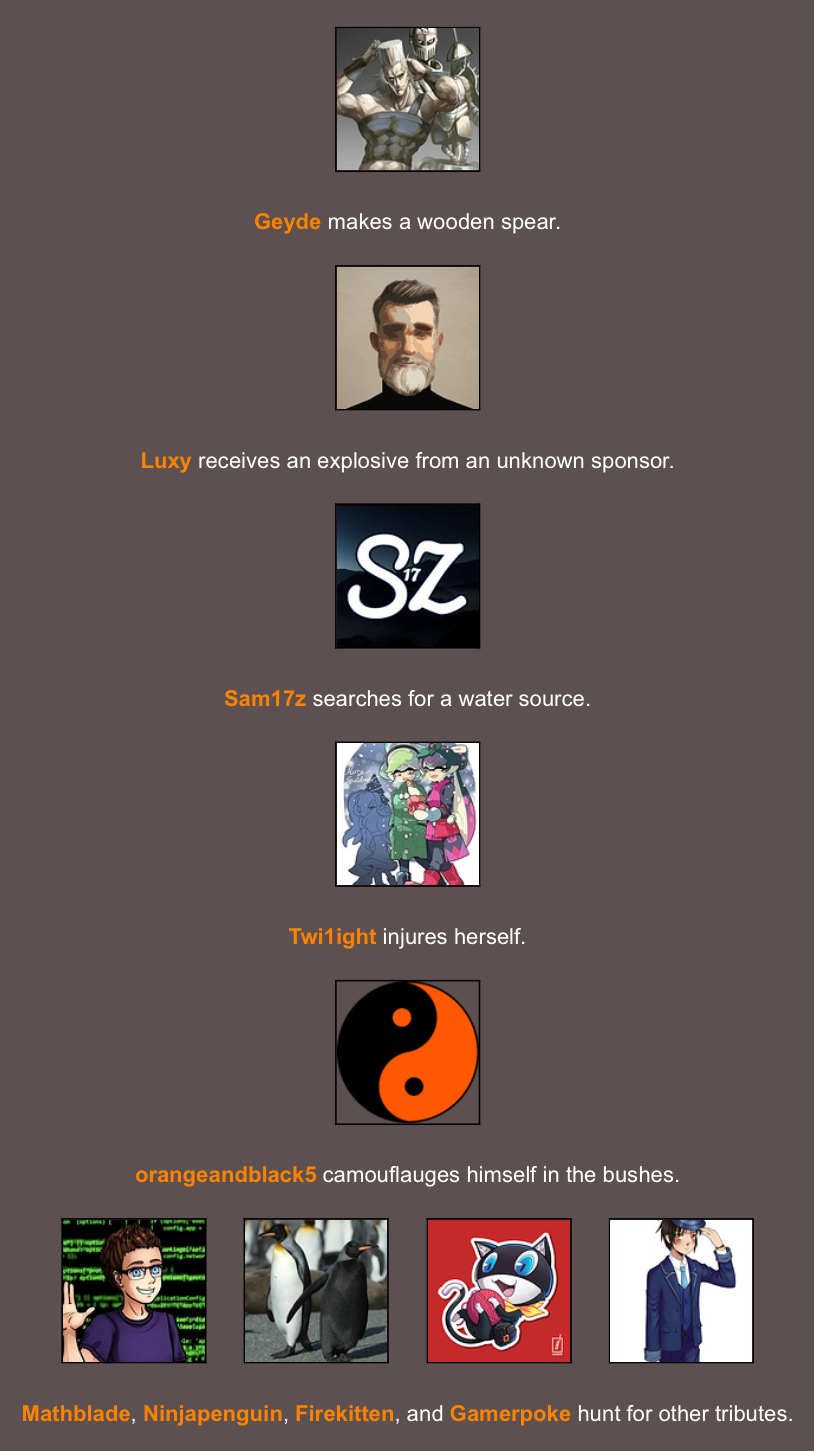 Geyde makes a wooden spear.
Luxy receives an explosive from an unknown sponsor.
SZ
17
Sam17z searches for a water source.
Twi1ight injures herself.
orangeandblack5 camouflauges himself in the bushes.
Mathblade, Ninjapenguin, Firekitten, and Gamerpoke hunt for other tributes.